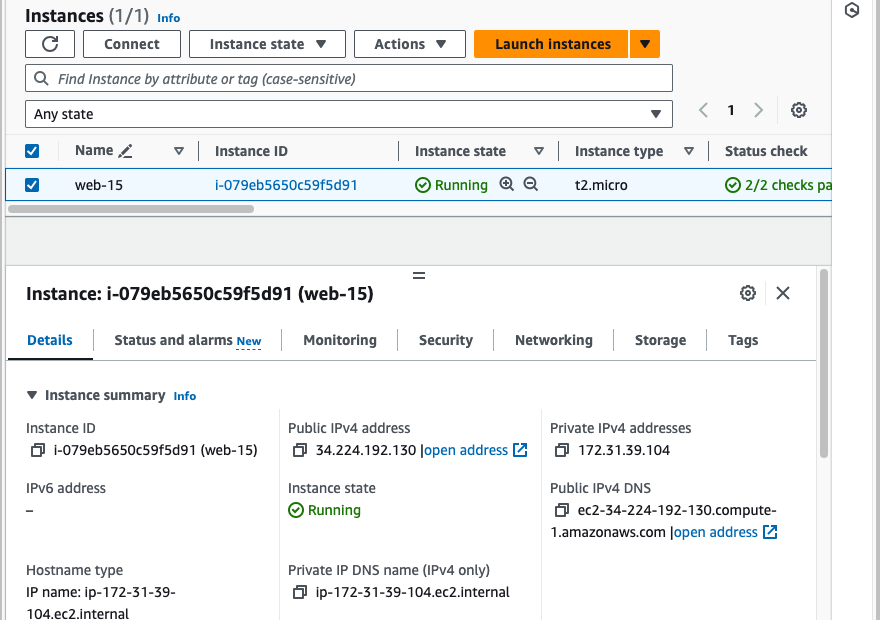 Instances (1/1) Info
Connect
Instance state
Actions
Launch instances
Find Instance by attribute or tag (case-sensitive)
Any state
1
Name
Instance ID
Instance state
Instance type
Status check
web-15
i-079eb5650c59f5d91
Running
t2.micro
2/2 checks pa
Instance: i-079eb5650c59f5d91 (web-15)
Details
Status and alarms New
Monitoring
Security
Networking
Storage
Tags
Instance summary Info
Instance ID
i-079eb5650c59f5d91 (web-15)
Public IPv4 address
34.224.192.130 |open address
Private IPv4 addresses
172.31.39.104
IPv6 address
–
Instance state
Running
Public IPv4 DNS
ec2-34-224-192-130.compute-
1.amazonaws.com |open address
Hostname type
IP name: ip-172-31-39-
104.ec2.internal
Private IP DNS name (IPv4 only)
ip-172-31-39-104.ec2.internal